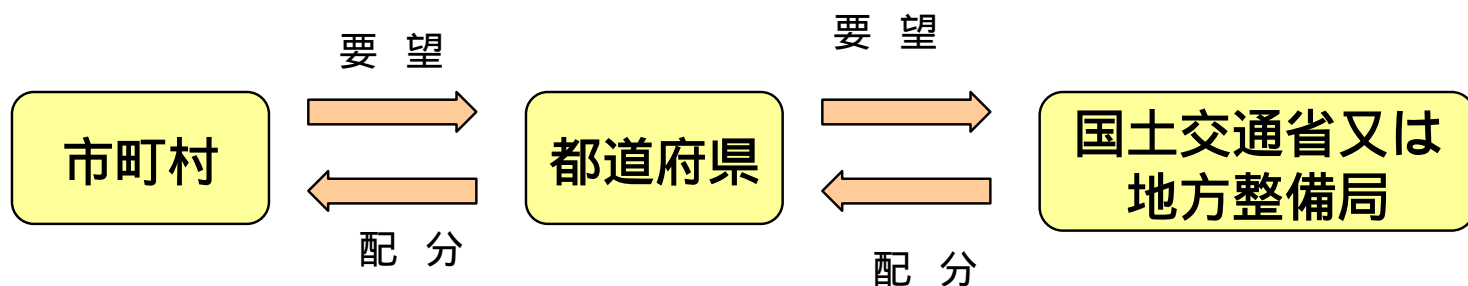 要 望
要 望
市町村
都道府県
国土交通省又は
地方整備局
配 分
配 分